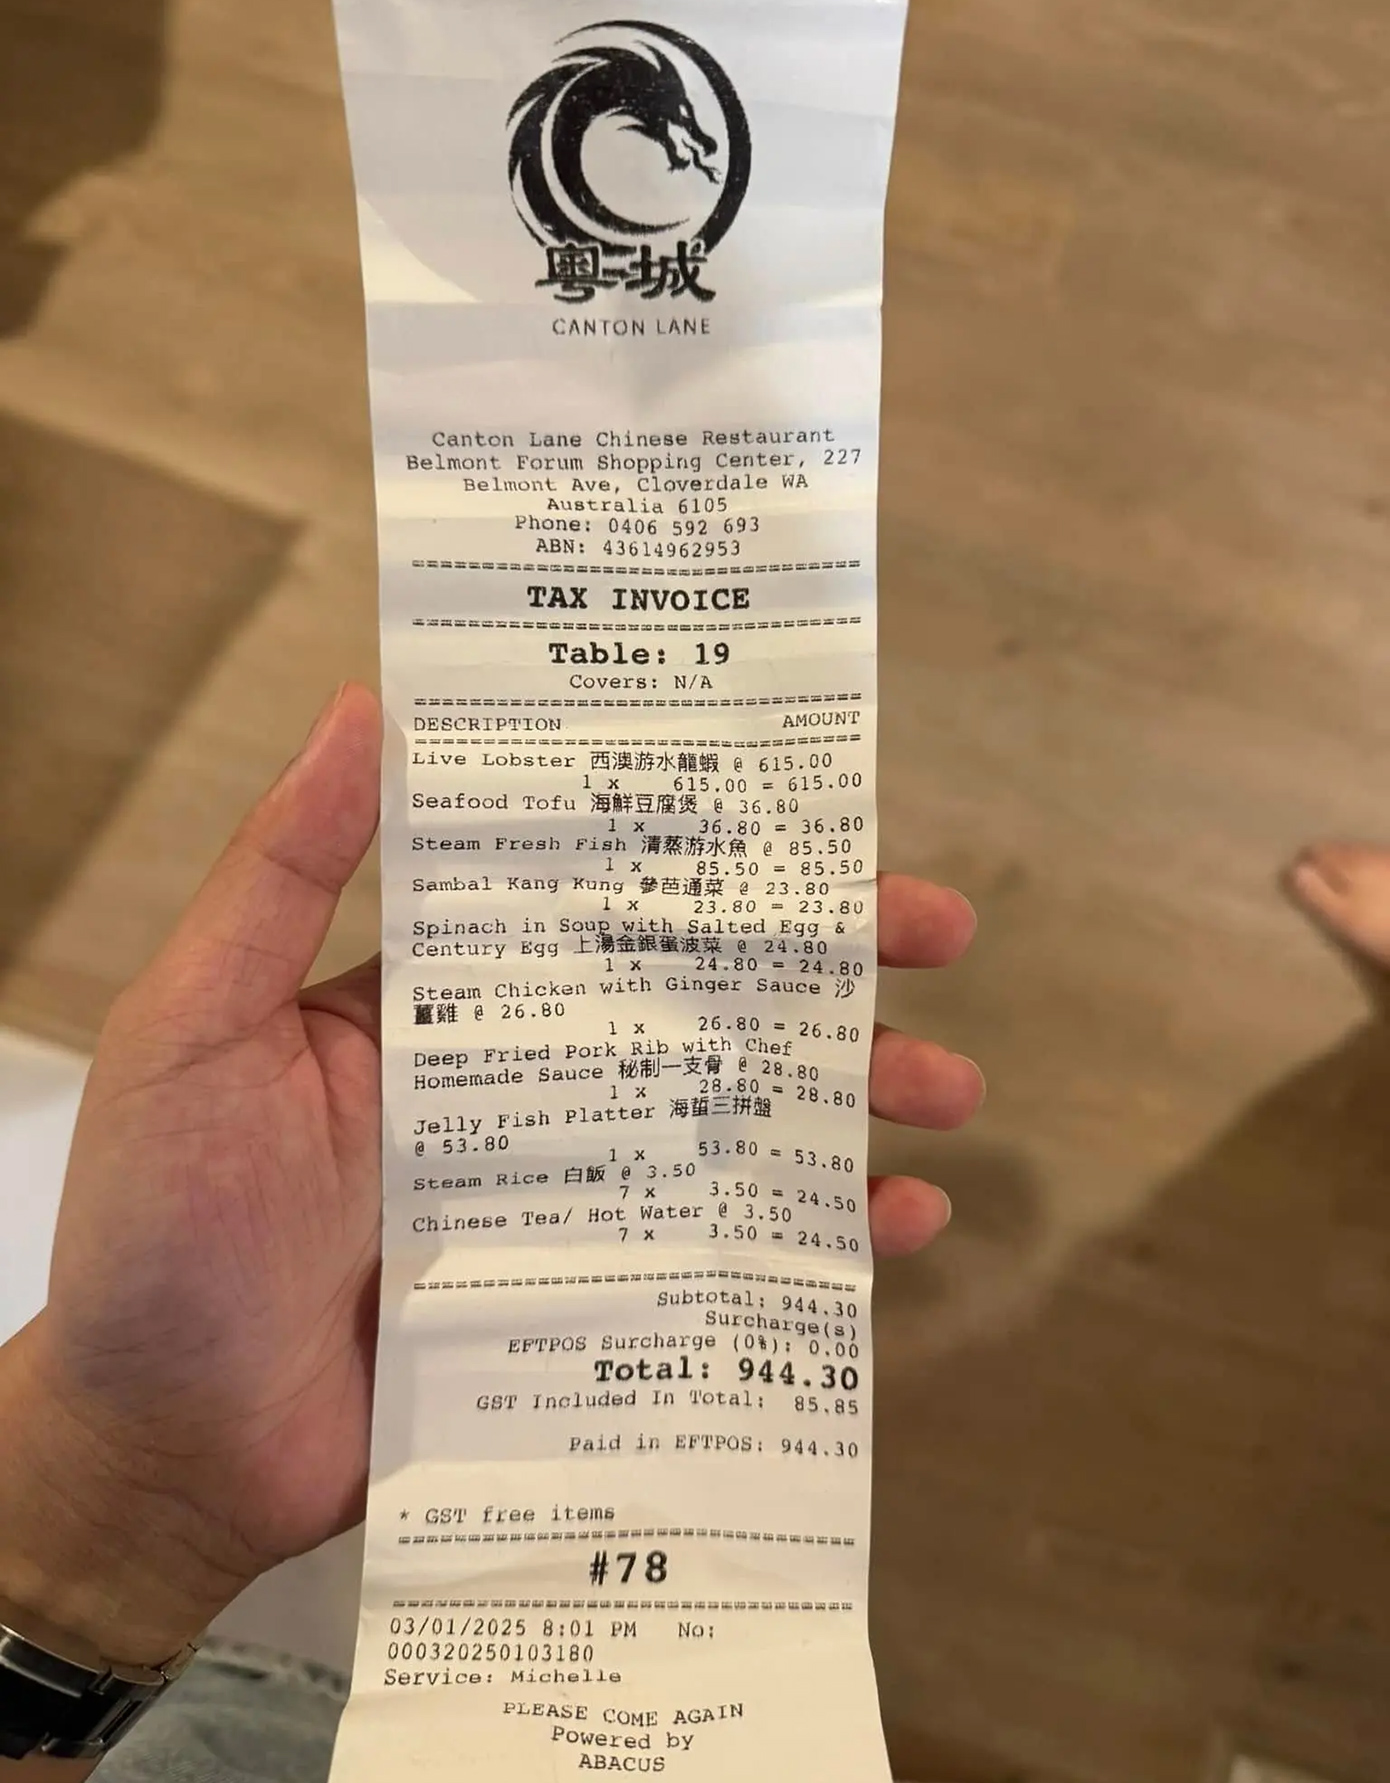 粤城
CANTON LANE
Canton Lane Chinese Restaurant
Belmont Forum Shopping Center, 227
Belmont Ave, Cloverdale WA
Australia 6105
Phone: 0406 592 693
ABN: 43614962953
==================================
TAX INVOICE
==================================
Table: 19
Covers: N/A
==================================
DESCRIPTION AMOUNT
==================================
Live Lobster 西澳游水龍蝦 @ 615.00
1 x 615.00 = 615.00
Seafood Tofu 海鮮豆腐煲 @ 36.80
1 x 36.80 = 36.80
Steam Fresh Fish 清蒸游水魚 @ 85.50
1 x 85.50 = 85.50
Sambal Kang Kung 參芭通菜 @ 23.80
1 x 23.80 = 23.80
Spinach in Soup with Salted Egg &
Century Egg 上湯金銀蛋波菜 @ 24.80
1 x 24.80 = 24.80
Steam Chicken with Ginger Sauce 沙
薑雞 @ 26.80
1 x 26.80 = 26.80
Deep Fried Pork Rib with Chef
Homemade Sauce 秘制一支骨 @ 28.80
1 x 28.80 = 28.80
Jelly Fish Platter 海蜇三拼盤
@ 53.80
1 x 53.80 = 53.80
Steam Rice 白飯 @ 3.50
7 x 3.50 = 24.50
Chinese Tea/ Hot Water @ 3.50
7 x 3.50 = 24.50
==================================
Subtotal: 944.30
Surcharge(s)
EFTPOS Surcharge (0%): 0.00
Total: 944.30
GST Included In Total: 85.85
Paid in EFTPOS: 944.30
* GST free items
==================================
#78
==================================
03/01/2025 8:01 PM No:
000320250103180
Service: Michelle
PLEASE COME AGAIN
Powered by
ABACUS